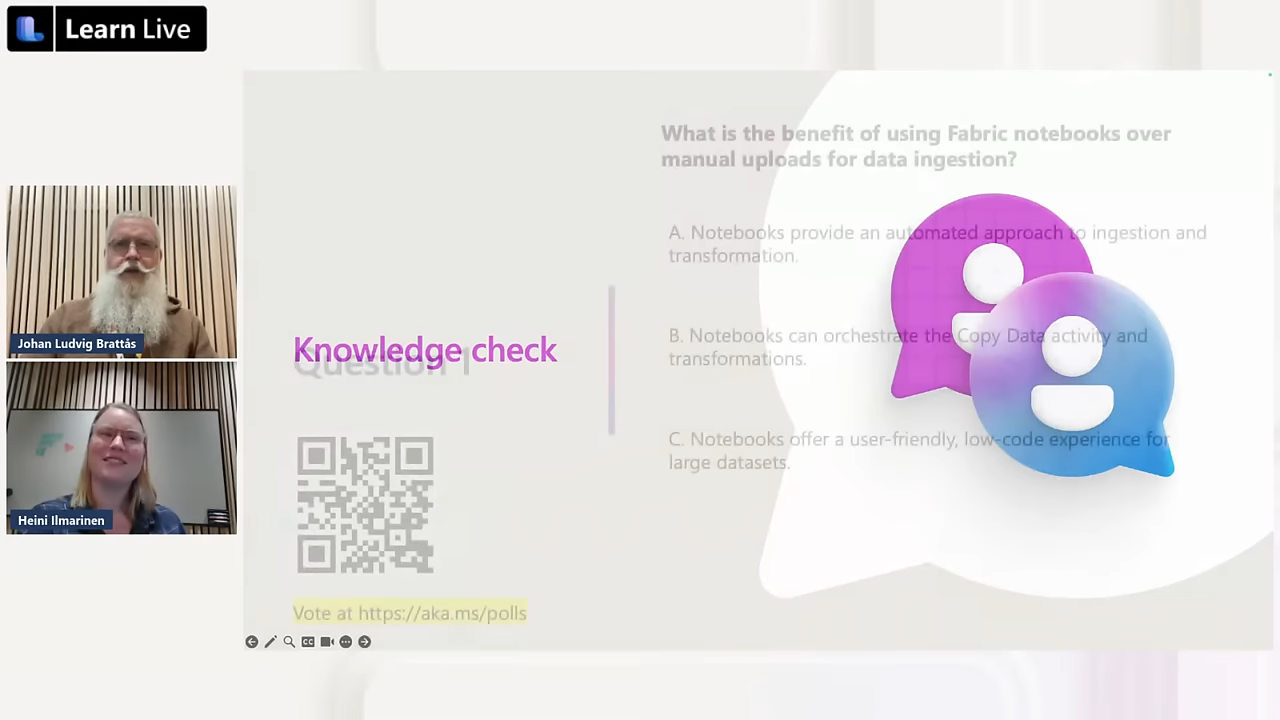 Learn Live
What is the benefit of using Fabric notebooks over
manual uploads for data ingestion?
A. Notebooks provide an automated approach to ingestion and
transformation.
Johan Ludvig Brattås
Knowledge check
Question 1
B. Notebooks can orchestrate the Copy Data activity and
transformations.
C. Notebooks offer a user-friendly, low-code experience for
large datasets.
Heini Ilmarinen
Vote at https://aka.ms/polls
CC